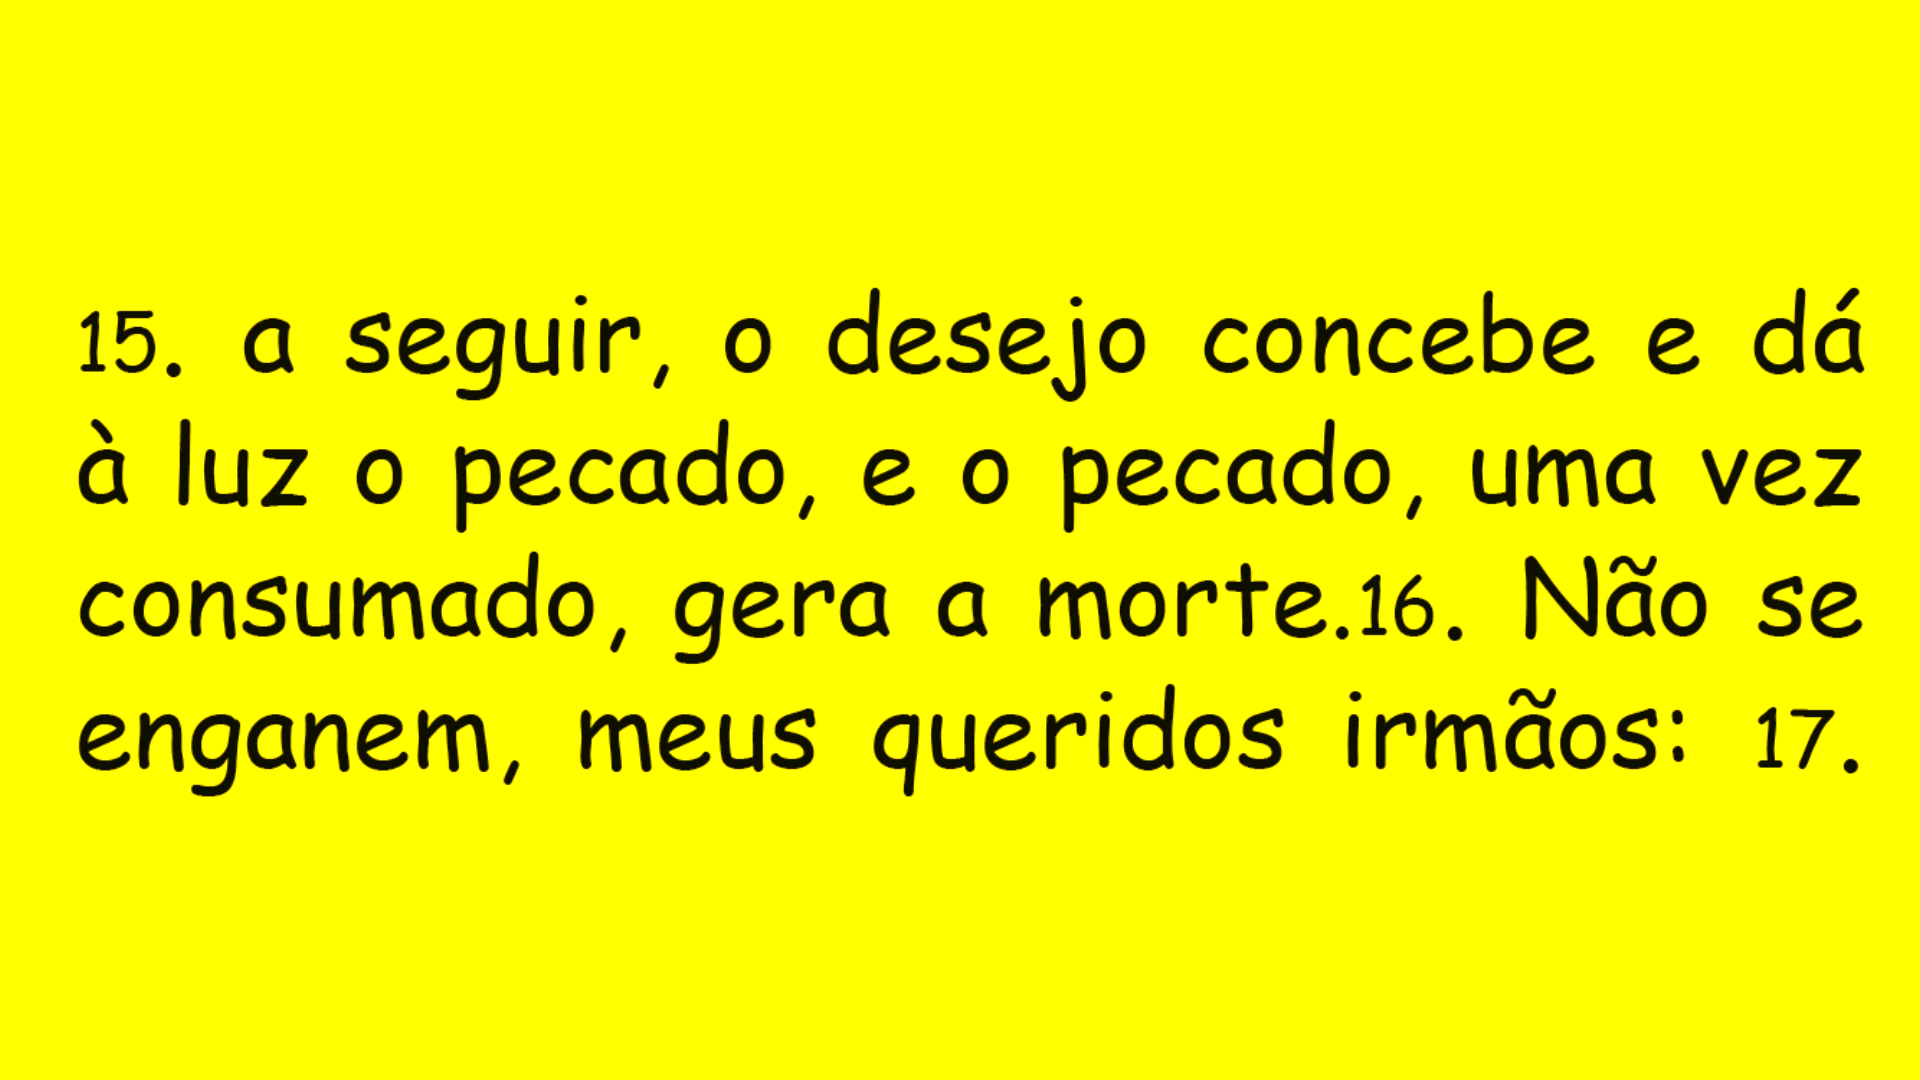 15. a seguir, o desejo concebe e dá
à luz o pecado, e o pecado, uma vez
consumado, gera a morte.16. Não se
enganem, meus queridos irmãos: 17.